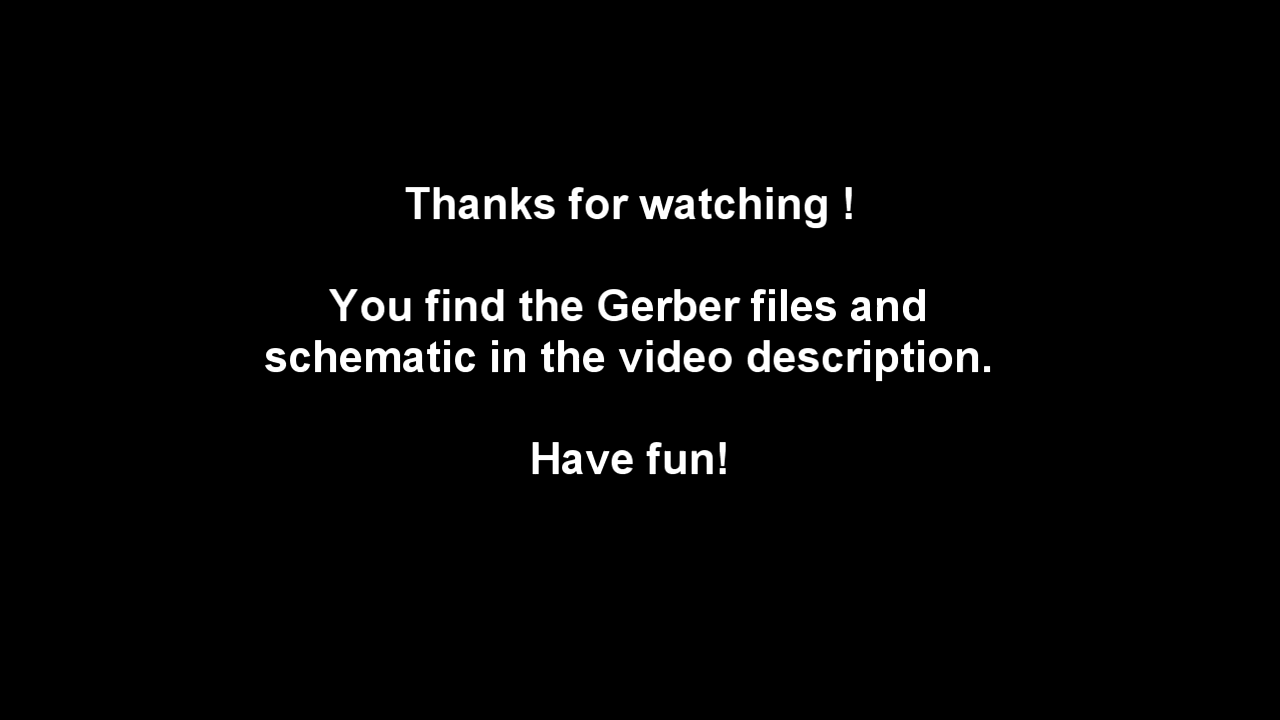 Thanks for watching !
You find the Gerber files and
schematic in the video description.
Have fun!